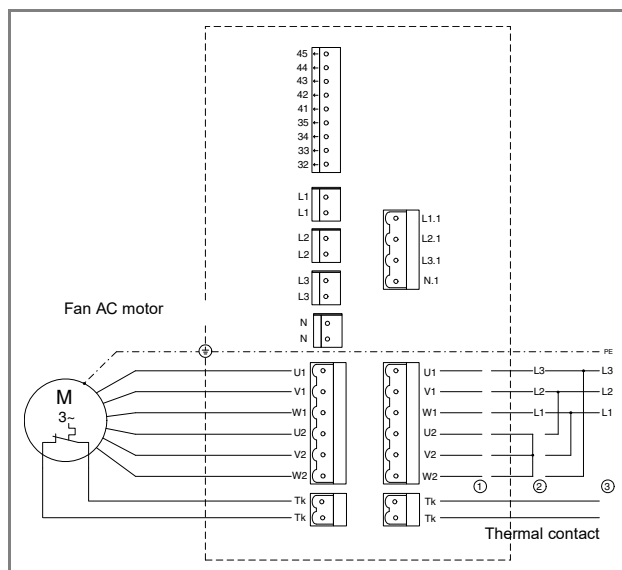 45
44
43
42
41
35
34
33
32
L1
L1
L2
L2
L3
L3
N
N
L1.1
L2.1
L3.1
N.1
Fan AC motor
PE
M
3~
U1
V1
W1
U2
V2
W2
Tk
Tk
U1
V1
W1
U2
V2
W2
Tk
Tk
L3
L2
L1
L3
L2
L1
1
2
3
Thermal contact